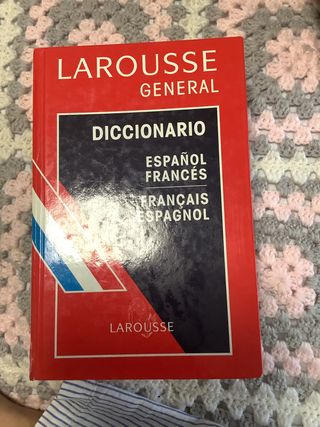 LAROUSSE
GENERAL
DICCIONARIO
ESPAÑOL
FRANCÉS
FRANÇAIS
ESPAGNOL
LAROUSSE